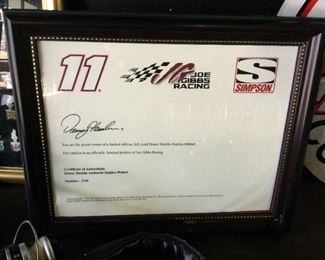 11
JOE
GIBBS
RACING
S
SIMPSON
You are the proud owner of a limited edition, full sized Denny Hamlin Replica Helmet.
This replica is an officially licensed product of Joe Gibbs Racing.
Certificate of Authenticity
Denny Hamlin Authentic Replica Helmet
Number: